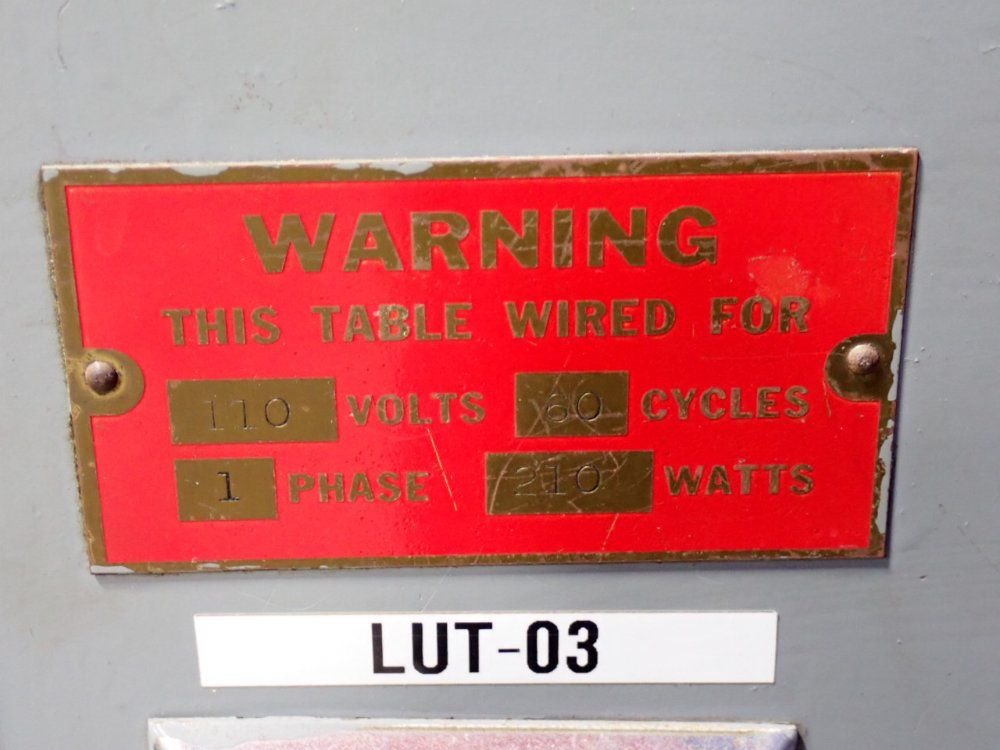 WARNING
THIS TABLE WIRED FOR
110 VOLTS 60 CYCLES
1 PHASE 210 WATTS
LUT-03